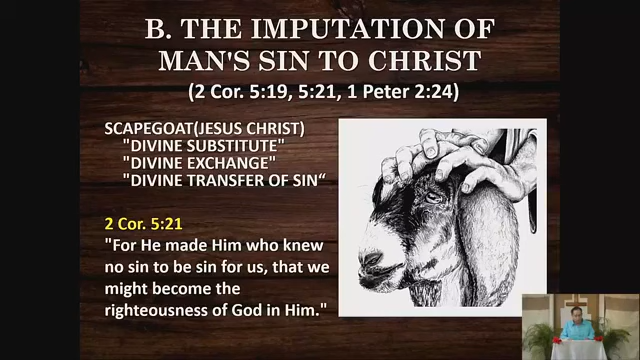 B. THE IMPUTATION OF
MAN'S SIN TO CHRIST
(2 Cor. 5:19, 5:21, 1 Peter 2:24)
SCAPEGOAT(JESUS CHRIST)
"DIVINE SUBSTITUTE"
"DIVINE EXCHANGE"
"DIVINE TRANSFER OF SIN“
2 Cor. 5:21
"For He made Him who knew
no sin to be sin for us, that we
might become the
righteousness of God in Him."